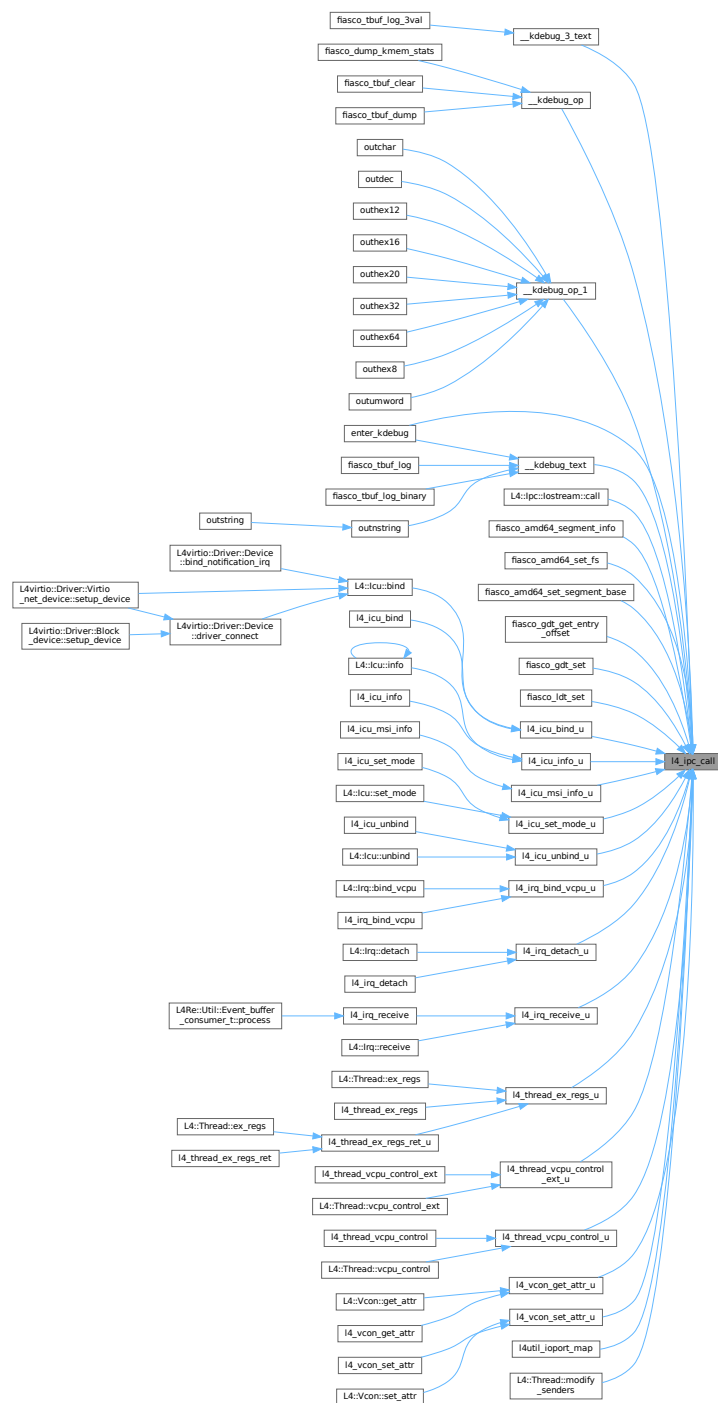 fiasco_tbuf_log_3val
__kdebug_3_text
fiasco_dump_kmem_stats
fiasco_tbuf_clear
__kdebug_op
fiasco_tbuf_dump
outchar
outdec
outhex12
outhex16
outhex20
__kdebug_op_1
outhex32
outhex64
outhex8
outumword
enter_kdebug
fiasco_tbuf_log
__kdebug_text
fiasco_tbuf_log_binary
L4::Ipc::Iostream::call
outstring
outnstring
fiasco_amd64_segment_info
L4virtio::Driver::Device
::bind_notification_irq
fiasco_amd64_set_fs
L4virtio::Driver::Virtio
_net_device::setup_device
L4::Icu::bind
fiasco_amd64_set_segment_base
L4virtio::Driver::Block
_device::setup_device
L4virtio::Driver::Device
::driver_connect
l4_icu_bind
fiasco_gdt_get_entry
_offset
L4::Icu::info
fiasco_gdt_set
l4_icu_info
fiasco_ldt_set
l4_icu_msi_info
l4_icu_bind_u
l4_icu_set_mode
l4_icu_info_u
l4_ipc_call
L4::Icu::set_mode
l4_icu_msi_info_u
l4_icu_unbind
l4_icu_set_mode_u
L4::Icu::unbind
l4_icu_unbind_u
L4::Irq::bind_vcpu
l4_irq_bind_vcpu_u
l4_irq_bind_vcpu
L4::Irq::detach
l4_irq_detach_u
l4_irq_detach
L4Re::Util::Event_buffer
_consumer_t::process
l4_irq_receive
l4_irq_receive_u
L4::Irq::receive
L4::Thread::ex_regs
l4_thread_ex_regs_u
l4_thread_ex_regs
L4::Thread::ex_regs
l4_thread_ex_regs_ret_u
l4_thread_ex_regs_ret
l4_thread_vcpu_control_ext
l4_thread_vcpu_control
_ext_u
L4::Thread::vcpu_control_ext
l4_thread_vcpu_control
l4_thread_vcpu_control_u
L4::Thread::vcpu_control
L4::Vcon::get_attr
l4_vcon_get_attr_u
l4_vcon_get_attr
l4_vcon_set_attr_u
l4_vcon_set_attr
l4util_ioport_map
L4::Vcon::set_attr
L4::Thread::modify
_senders